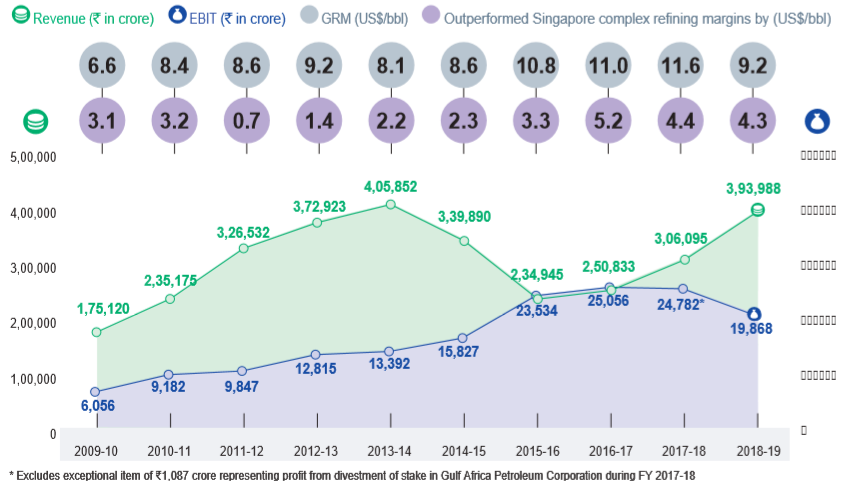 Revenue (₹ in crore) EBIT (₹ in crore) GRM (US$/bbl) Outperformed Singapore complex refining margins by (US$/bbl)
6.6 8.4 8.6 9.2 8.1 8.6 10.8 11.0 11.6 9.2
3.1 3.2 0.7 1.4 2.2 2.3 3.3 5.2 4.4 4.3
5,00,000
4,00,000
3,00,000
2,00,000
1,00,000
0
1,75,120 2,35,175 3,26,532 3,72,923 4,05,852 3,39,890 2,34,945 2,50,833 3,06,095 3,93,988
6,056 9,182 9,847 12,815 13,392 15,827 23,534 25,056 24,782* 19,868
2009-10 2010-11 2011-12 2012-13 2013-14 2014-15 2015-16 2016-17 2017-18 2018-19
* Excludes exceptional item of ₹1,087 crore representing profit from divestment of stake in Gulf Africa Petroleum Corporation during FY 2017-18